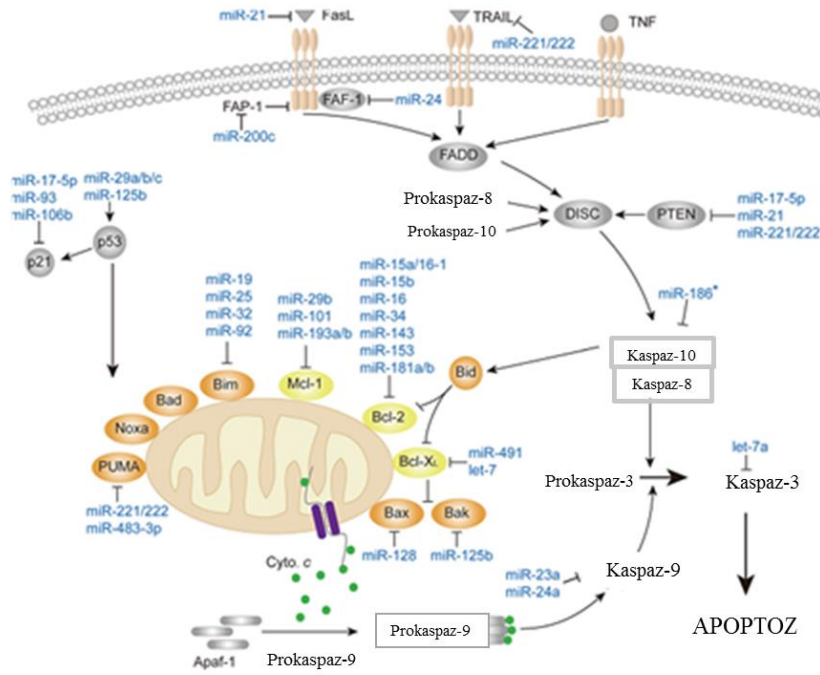 miR-21
FasL
TRAIL
miR-221/222
TNF
FAP-1
FAF-1
miR-24
miR-200c
FADD
miR-17-5p
miR-93
miR-106b
miR-29a/b/c
miR-125b
p53
p21
Prokaspaz-8
Prokaspaz-10
DISC
PTEN
miR-17-5p
miR-21
miR-221/222
miR-186*
miR-19
miR-25
miR-32
miR-92
miR-29b
miR-101
miR-193a/b
miR-15a/16-1
miR-15b
miR-16
miR-34
miR-143
miR-153
miR-181a/b
Kaspaz-10
Kaspaz-8
Bid
Bim
Mcl-1
Bad
Bcl-2
Noxa
PUMA
Bcl-XL
miR-491
let-7
miR-221/222
miR-483-3p
Bax
Bak
miR-128
miR-125b
let-7a
Prokaspaz-3
Kaspaz-3
Cyto. c
miR-23a
miR-24a
Kaspaz-9
Apaf-1
Prokaspaz-9
Prokaspaz-9
APOPTOZ